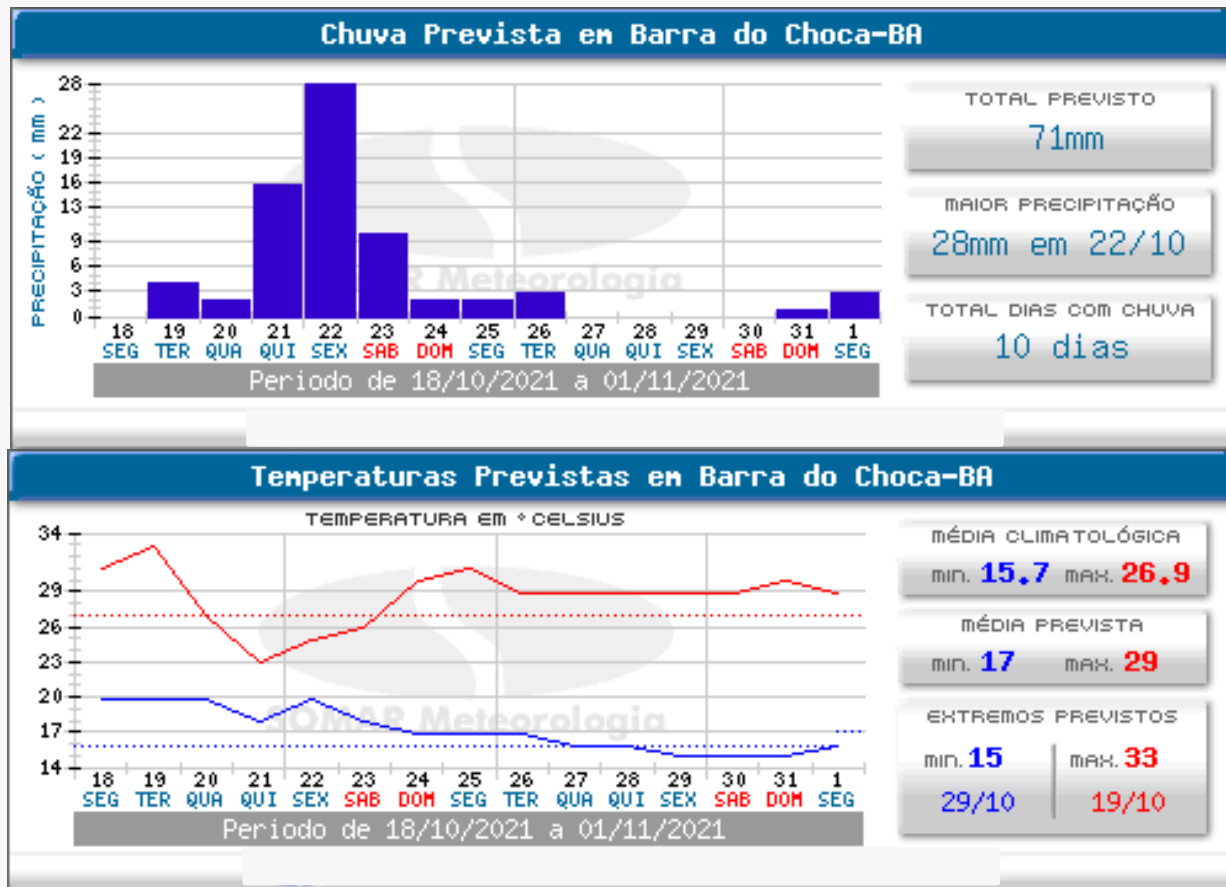 Chuva Prevista em Barra do Choca-BA
PRECIPITAÇÃO ( mm )
28
22
19
16
13
9
6
3
0
SOMAR Meteorologia
18 19 20 21 22 23 24 25 26 27 28 29 30 31 1
SEG TER QUA QUI SEX SAB DOM SEG TER QUA QUI SEX SAB DOM SEG
Periodo de 18/10/2021 a 01/11/2021
TOTAL PREVISTO
71mm
MAIOR PRECIPITAÇÃO
28mm em 22/10
TOTAL DIAS COM CHUVA
10 dias
Temperaturas Previstas em Barra do Choca-BA
TEMPERATURA EM °CELSIUS
34
29
26
23
20
17
14
SOMAR Meteorologia
18 19 20 21 22 23 24 25 26 27 28 29 30 31 1
SEG TER QUA QUI SEX SAB DOM SEG TER QUA QUI SEX SAB DOM SEG
Periodo de 18/10/2021 a 01/11/2021
MÉDIA CLIMATOLÓGICA
min. 15.7 max. 26.9
MÉDIA PREVISTA
min. 17 max. 29
EXTREMOS PREVISTOS
min. 15 max. 33
29/10 19/10